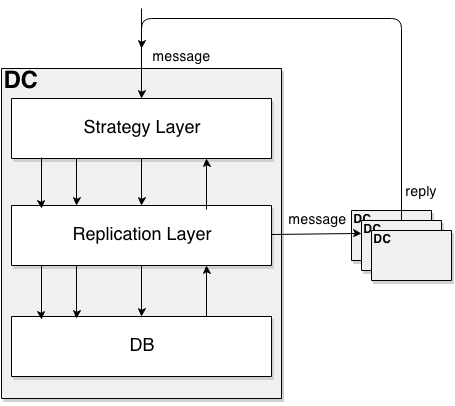 message
DC
Strategy Layer
reply
message
DC
DC
DC
Replication Layer
DB